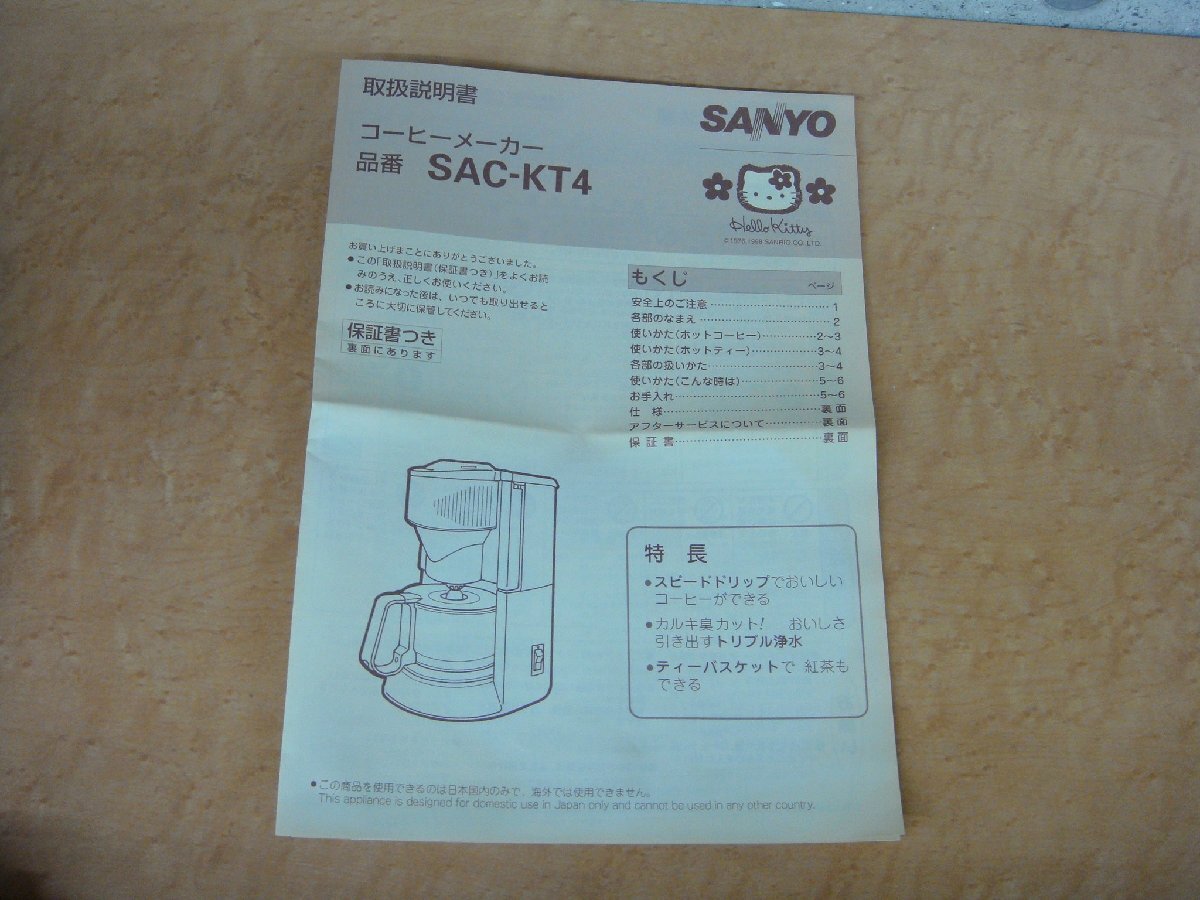 取扱説明書
コーヒーメーカー
品番 SAC-KT4
SANYO
Hello Kitty
© 1976, 1998 SANRIO CO., LTD.
お買い上げまことにありがとうございました。
●この「取扱説明書(保証書つき)」をよくお読
みのうえ、正しくお使いください。
●お読みになった後は、いつでも取り出せると
ころに大切に保管してください。
保証書つき
裏面にあります
もくじ ページ
安全上のご注意 1
各部のなまえ 2
使いかた(ホットコーヒー) 2~3
使いかた(ホットティー) 3~4
各部の扱いかた 3~4
使いかた(こんな時は) 5~6
お手入れ 5~6
仕様 裏面
アフターサービスについて 裏面
保証書 裏面
特長
●スピードドリップでおいしい
コーヒーができる
●カルキ臭カット! おいしさ
引き出すトリプル浄水
●ティーバスケットで 紅茶も
できる
●この商品を使用できるのは日本国内のみで、海外では使用できません。
This appliance is designed for domestic use in Japan only and cannot be used in any other country.